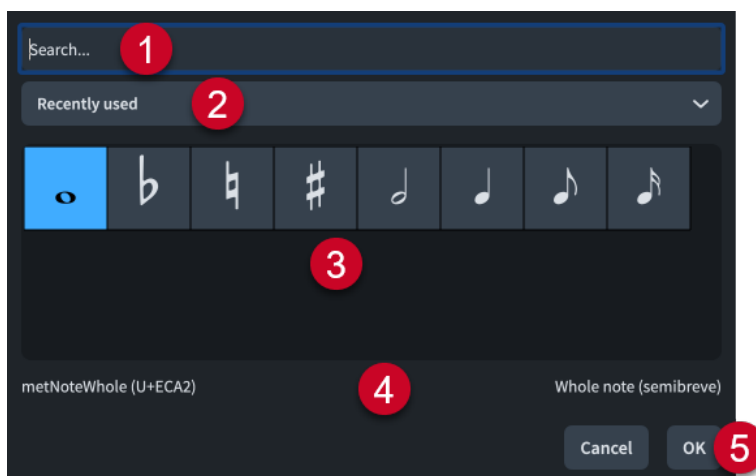 Search... 1
Recently used 2
3
metNoteWhole (U+ECA2) 4 Whole note (semibreve)
Cancel OK 5